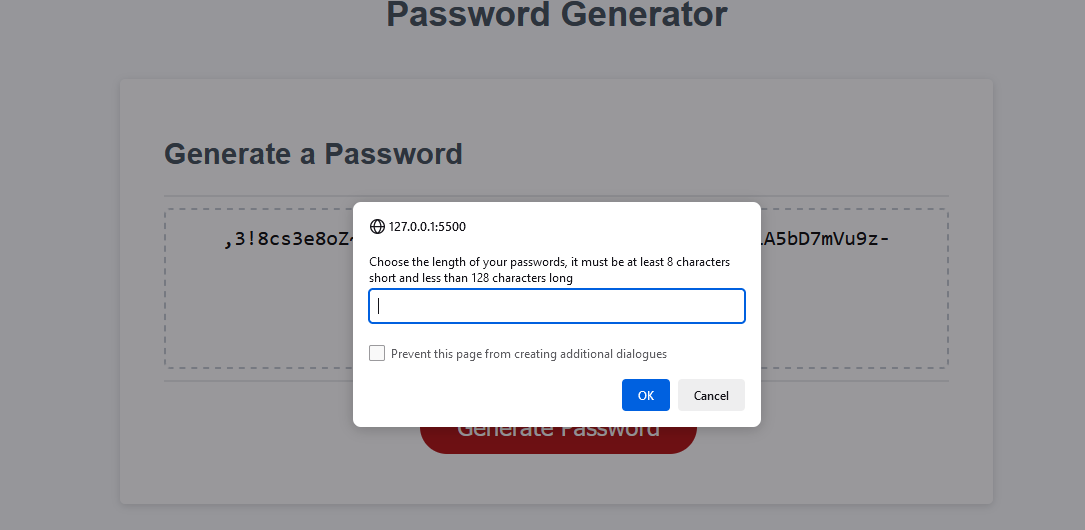 Password Generator
Generate a Password
,3!8cs3e8oZ A5bD7mVu9z-
127.0.0.1:5500
Choose the length of your passwords, it must be at least 8 characters
short and less than 128 characters long
Prevent this page from creating additional dialogues
OK Cancel
Generate Password